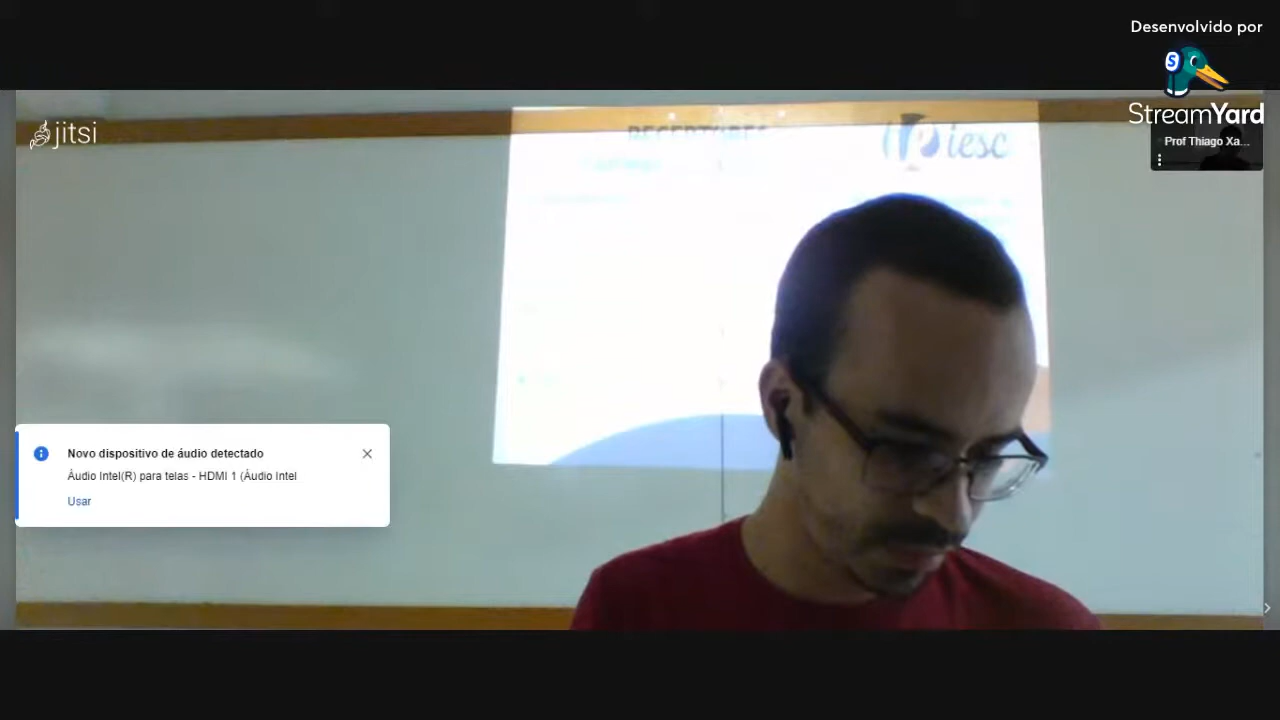 Desenvolvido por
StreamYard
jitsi
Prof Thiago Xa...
RECEPTORES
iesc
Novo dispositivo de áudio detectado
Áudio Intel(R) para telas - HDMI 1 (Áudio Intel
Usar